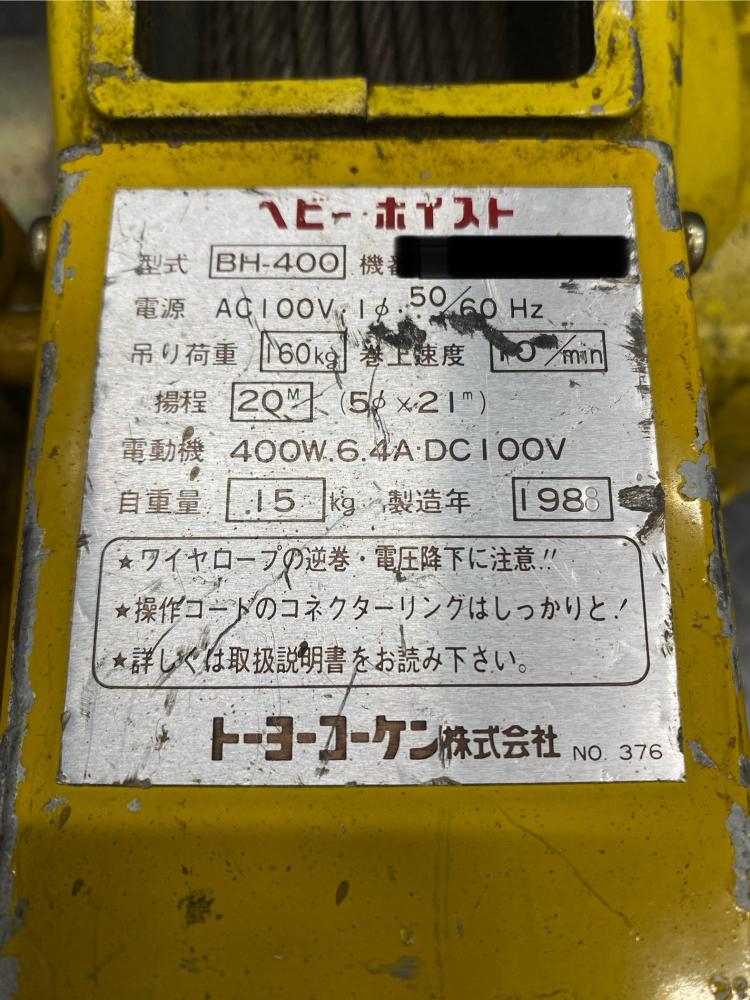 ベビー・ホイスト
型式 BH-400 機番
電源 AC100V・1φ・50/60 Hz
吊り荷重 160kg 巻上速度 10/min
揚程 20M (5φ×21m)
電動機 400W.6.4A・DC100V
自重量 15 kg 製造年 1988
★ワイヤロープの逆巻・電圧降下に注意!!
★操作コードのコネクターリングはしっかりと!
★詳しくは取扱説明書をお読み下さい。
トーヨーコーケン株式会社 NO. 376